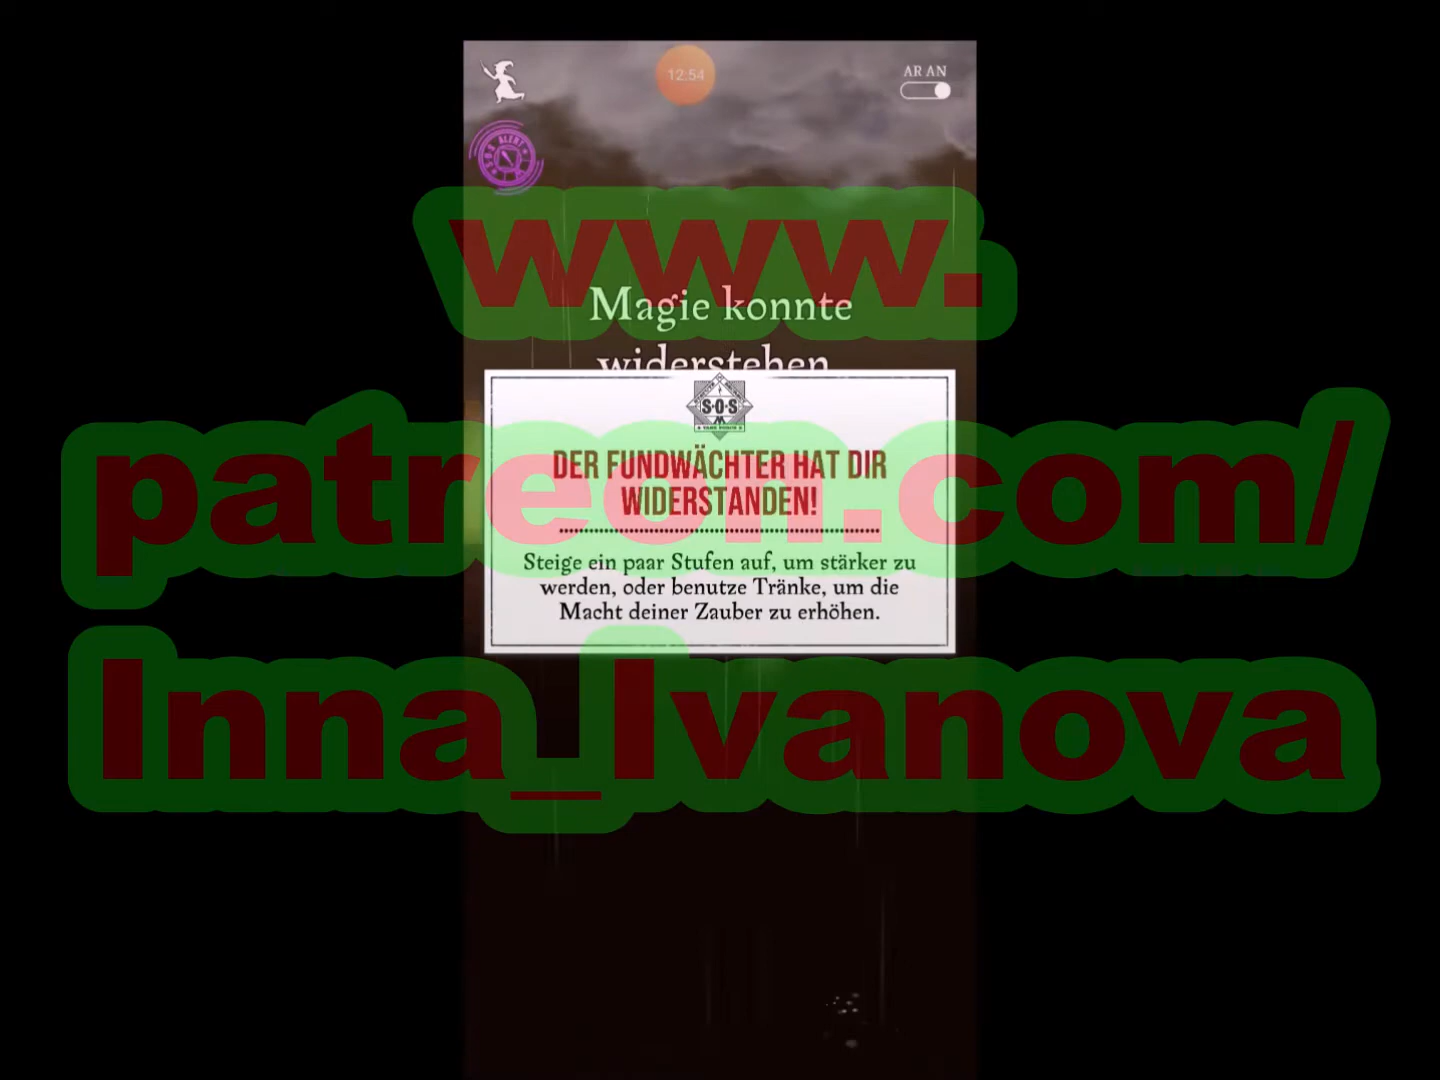 12:54
AR AN
S.O.S ALERT
www.
Magie konnte
widerstehen
S·O·S
DER FUNDWÄCHTER HAT DIR
WIDERSTANDEN!
patreon.com/
Steige ein paar Stufen auf, um stärker zu
werden, oder benutze Tränke, um die
Macht deiner Zauber zu erhöhen.
Inna_Ivanova